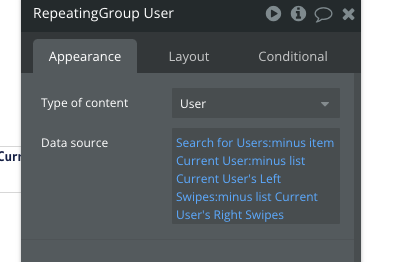 RepeatingGroup User
Appearance Layout Conditional
Type of content User
Data source
Search for Users:minus item
Current User:minus list
Current User's Left
Swipes:minus list Current
User's Right Swipes
Curr